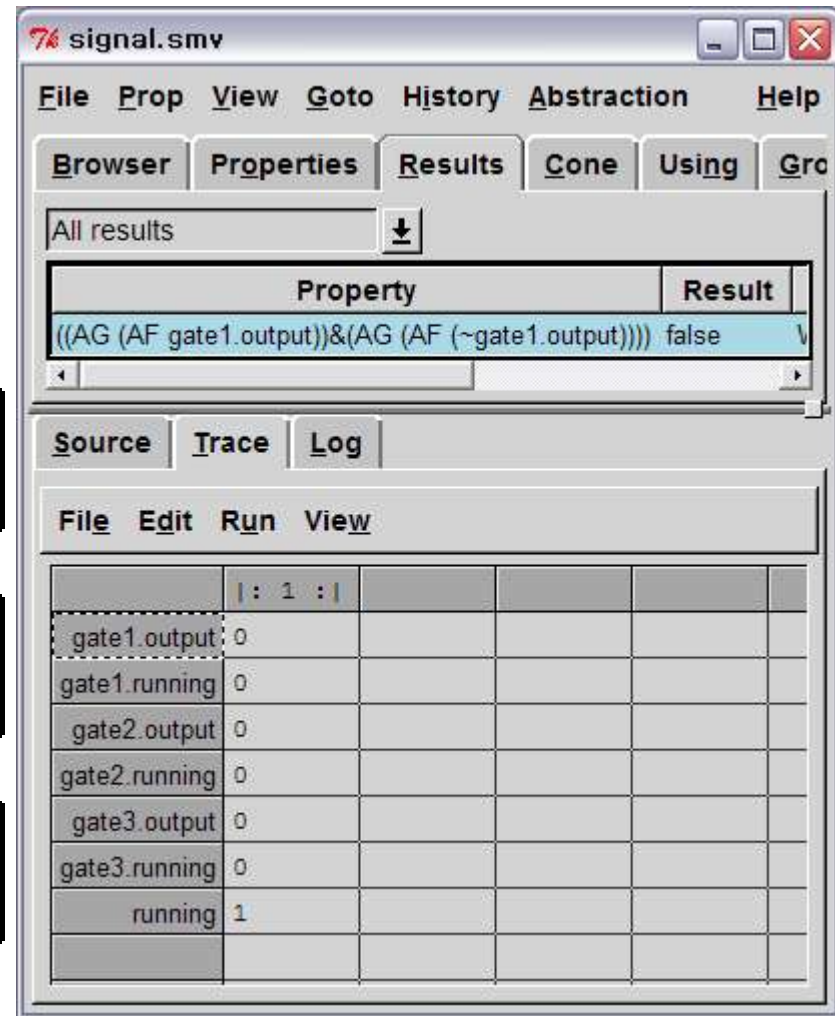 signal.smv
File Prop View Goto History Abstraction Help
Browser Properties Results Cone Using Gro
All results
Property Result
((AG (AF gate1.output))&(AG (AF (~gate1.output)))) false
Source Trace Log
File Edit Run View
|: 1 :|
gate1.output 0
gate1.running 0
gate2.output 0
gate2.running 0
gate3.output 0
gate3.running 0
running 1